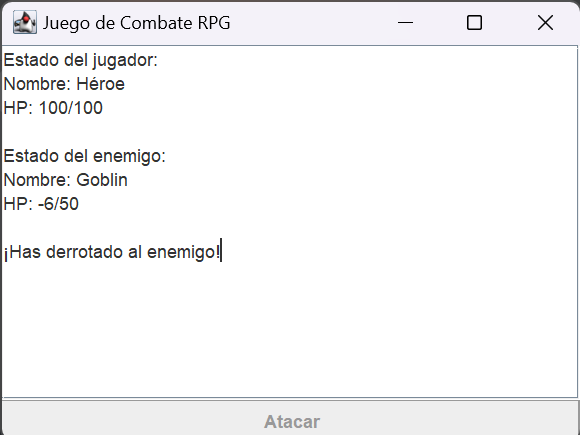 Juego de Combate RPG
Estado del jugador:
Nombre: Héroe
HP: 100/100
Estado del enemigo:
Nombre: Goblin
HP: -6/50
¡Has derrotado al enemigo!
Atacar